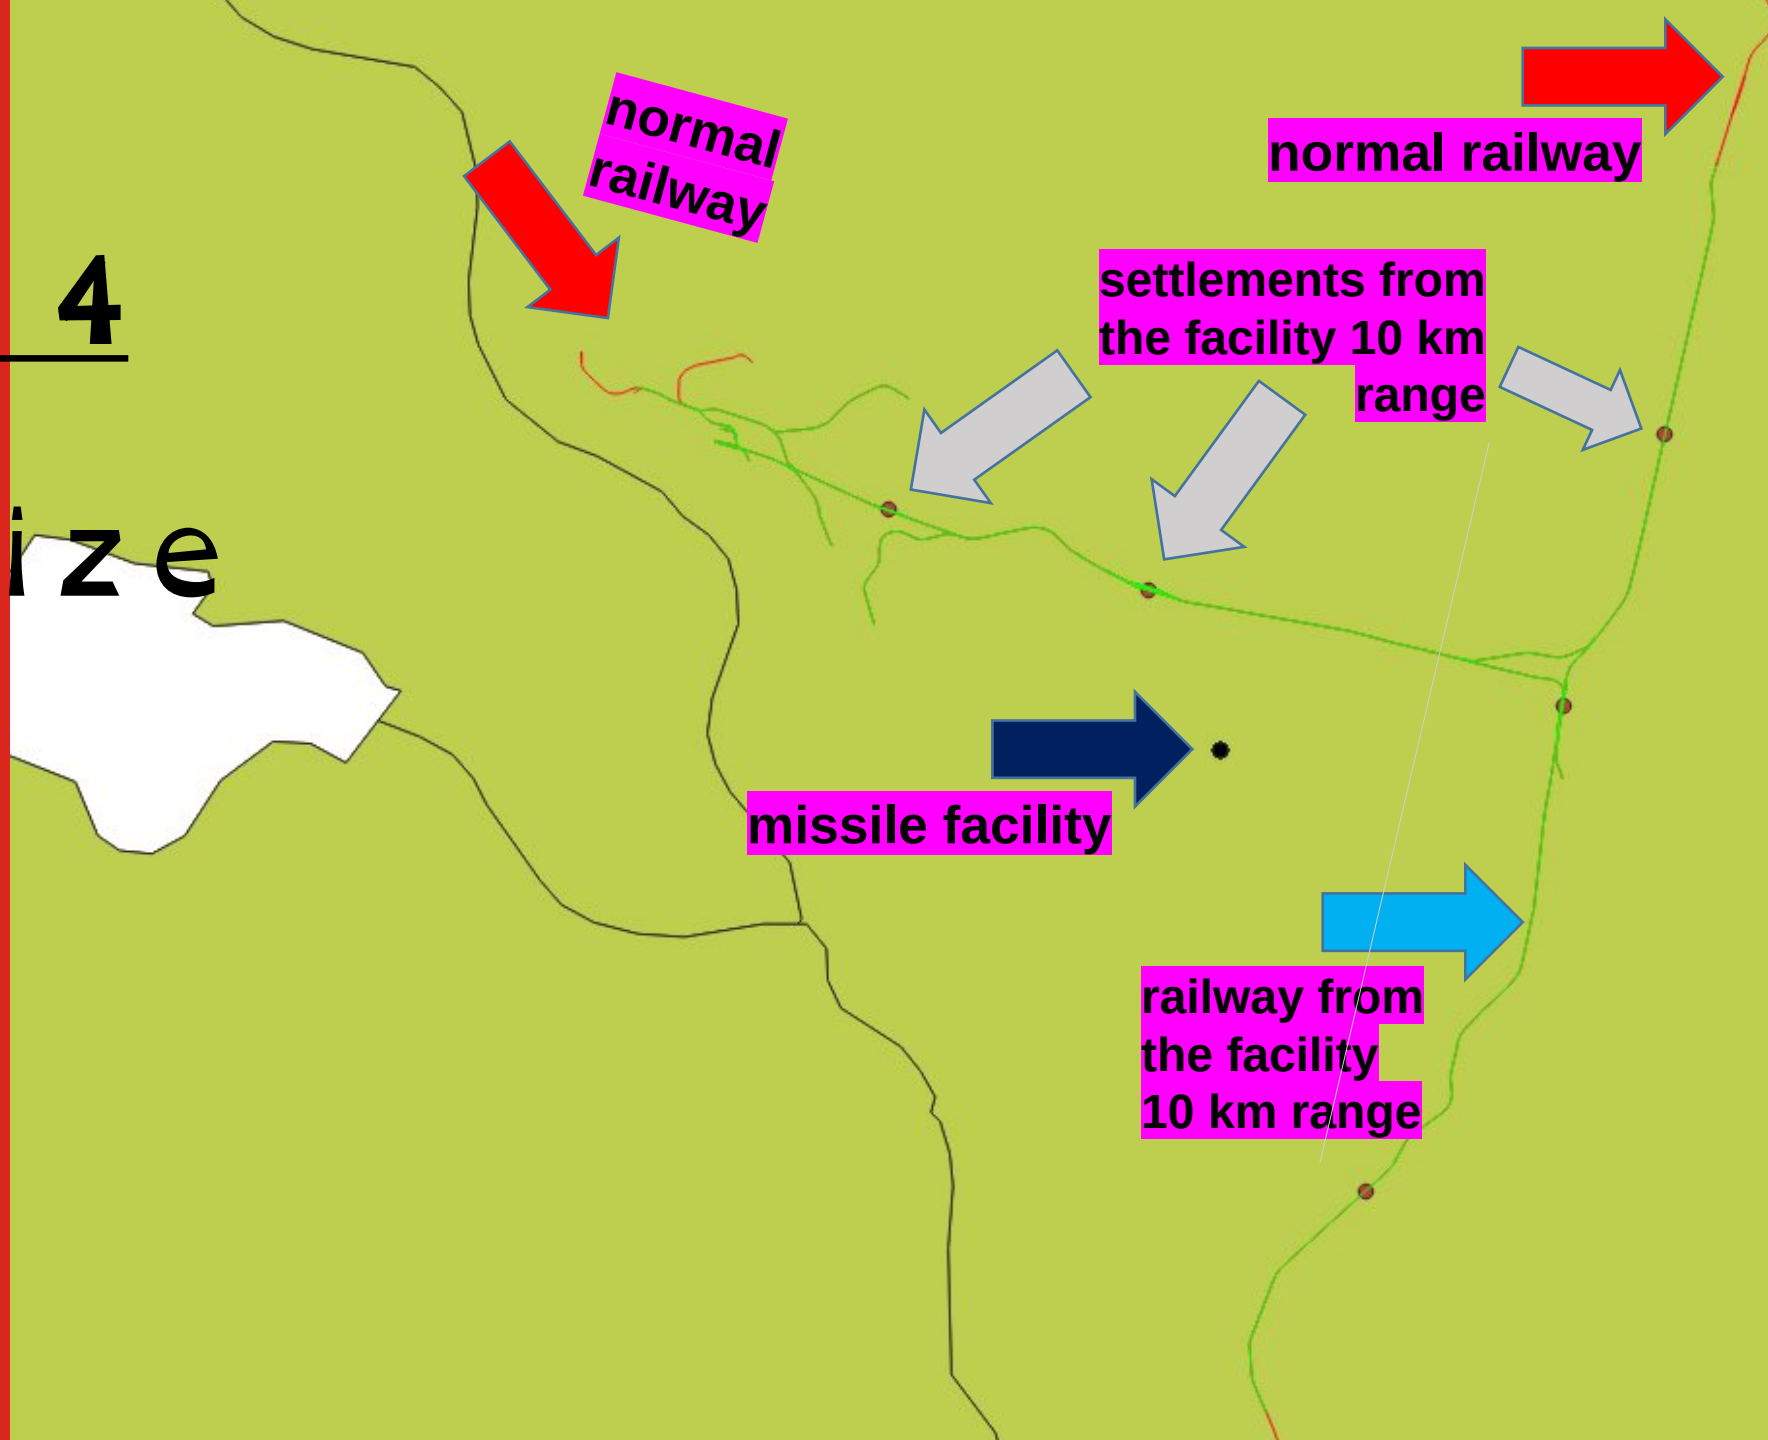 normal
railway
normal railway
4
settlements from
the facility 10 km
range
ize
missile facility
railway from
the facility
10 km range